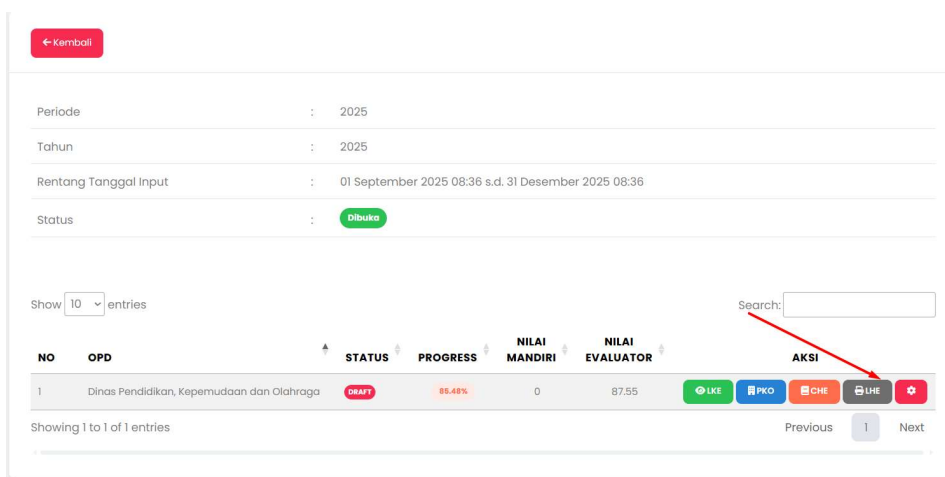 Kembali
Periode : 2025
Tahun : 2025
Rentang Tanggal Input : 01 September 2025 08:36 s.d. 31 Desember 2025 08:36
Status : Dibuka
Show 10 entries Search:
NO OPD STATUS PROGRESS NILAI MANDIRI NILAI EVALUATOR AKSI
1 Dinas Pendidikan, Kepemudaan dan Olahraga DRAFT 85.48% 0 87.55 LKE PKO CHE LHE
Showing 1 to 1 of 1 entries Previous 1 Next